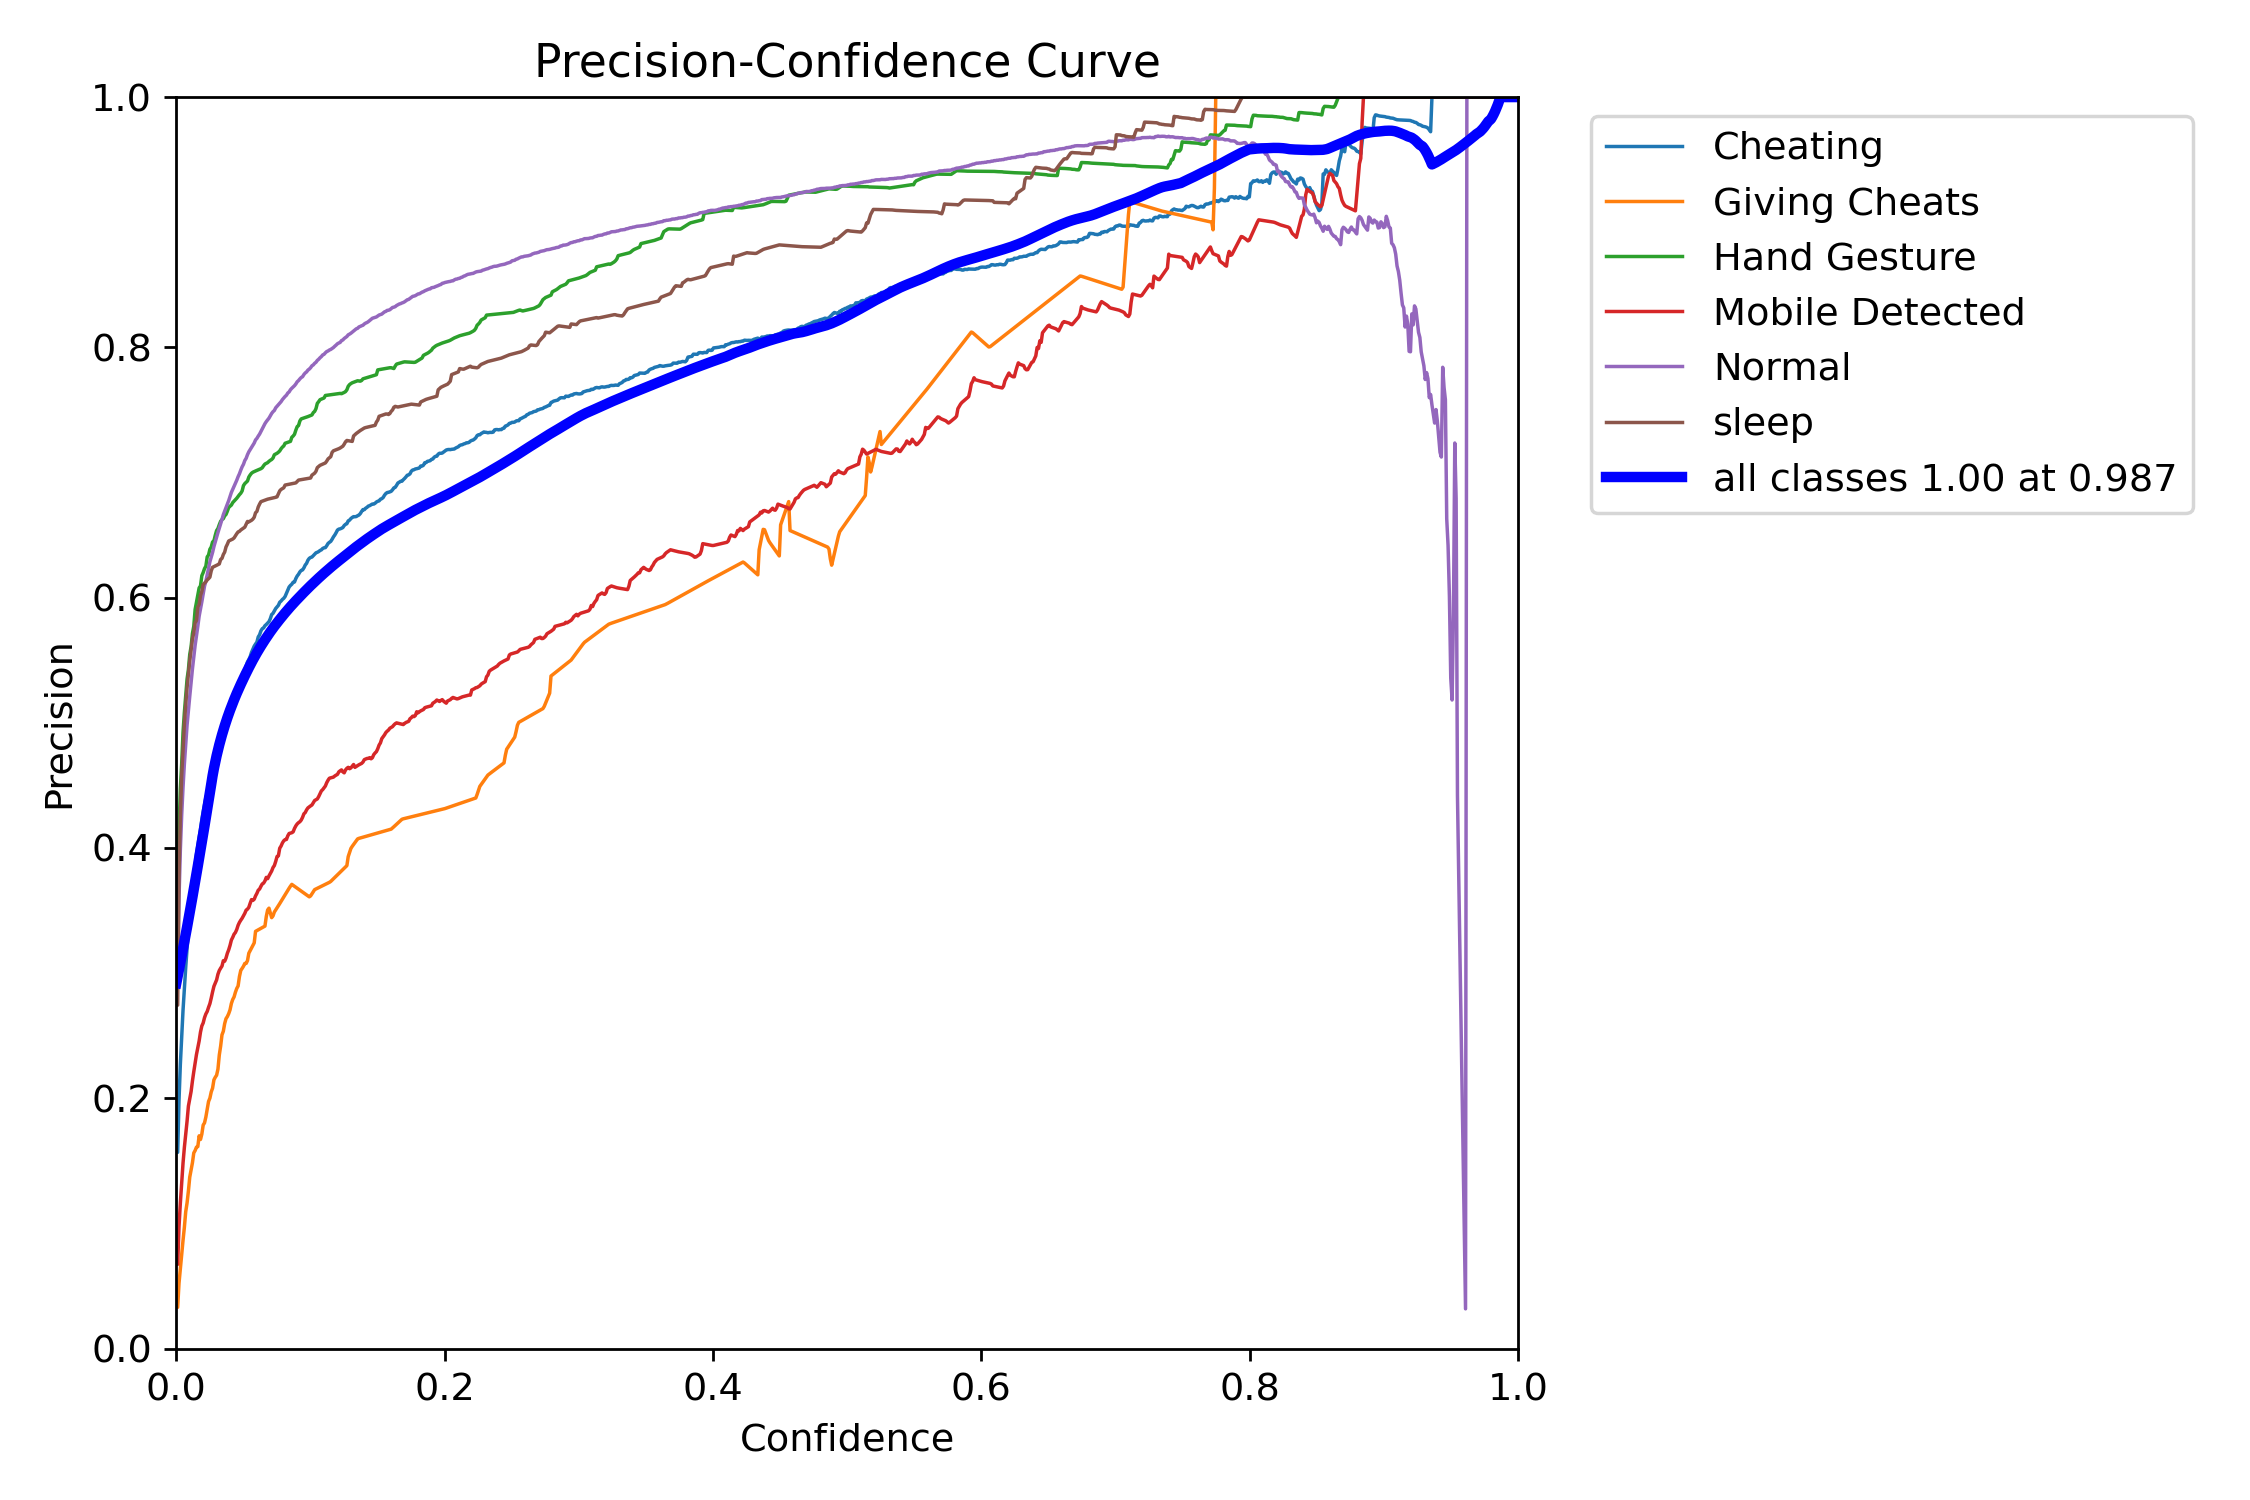 Precision-Confidence Curve
1.0
0.8
0.6
0.4
0.2
0.0
Precision
0.0 0.2 0.4 0.6 0.8 1.0
Confidence
Cheating
Giving Cheats
Hand Gesture
Mobile Detected
Normal
sleep
all classes 1.00 at 0.987